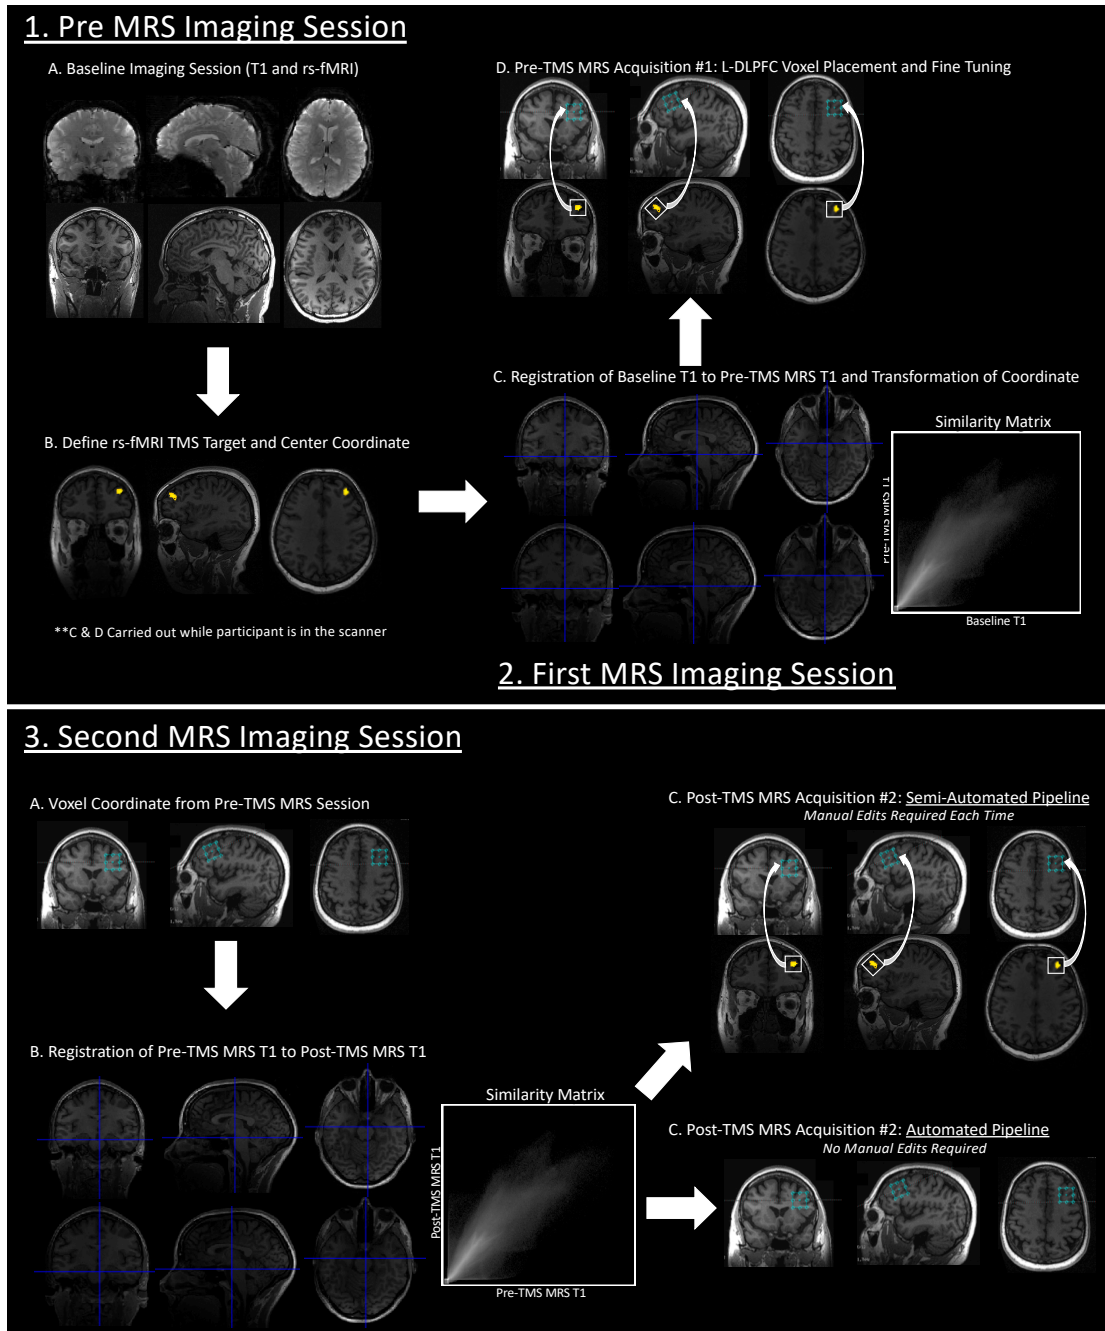 1. Pre MRS Imaging Session
A. Baseline Imaging Session (T1 and rs-fMRI)
B. Define rs-fMRI TMS Target and Center Coordinate
**C & D Carried out while participant is in the scanner
D. Pre-TMS MRS Acquisition #1: L-DLPFC Voxel Placement and Fine Tuning
C. Registration of Baseline T1 to Pre-TMS MRS T1 and Transformation of Coordinate
Similarity Matrix
Pre-TMS MRS T1
Baseline T1
2. First MRS Imaging Session
3. Second MRS Imaging Session
A. Voxel Coordinate from Pre-TMS MRS Session
B. Registration of Pre-TMS MRS T1 to Post-TMS MRS T1
Similarity Matrix
Post-TMS MRS T1
Pre-TMS MRS T1
C. Post-TMS MRS Acquisition #2: Semi-Automated Pipeline
Manual Edits Required Each Time
C. Post-TMS MRS Acquisition #2: Automated Pipeline
No Manual Edits Required